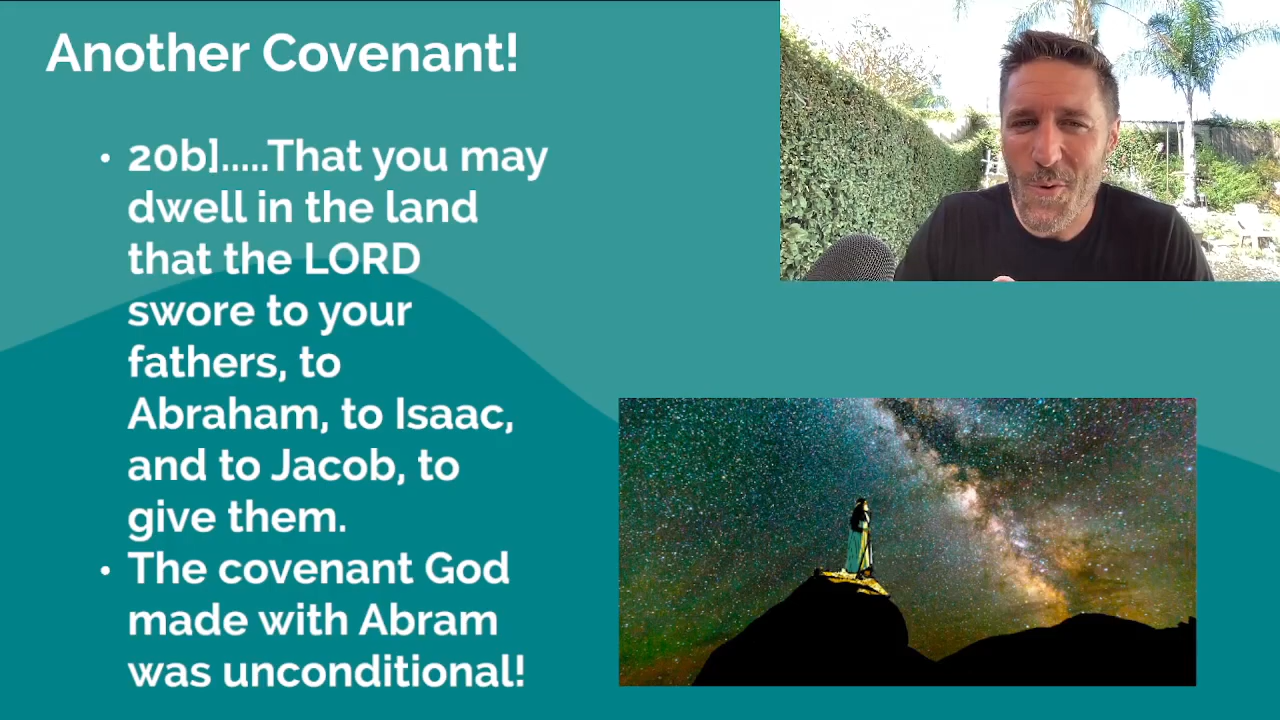 Another Covenant!
• 20b].....That you may
dwell in the land
that the LORD
swore to your
fathers, to
Abraham, to Isaac,
and to Jacob, to
give them.
• The covenant God
made with Abram
was unconditional!